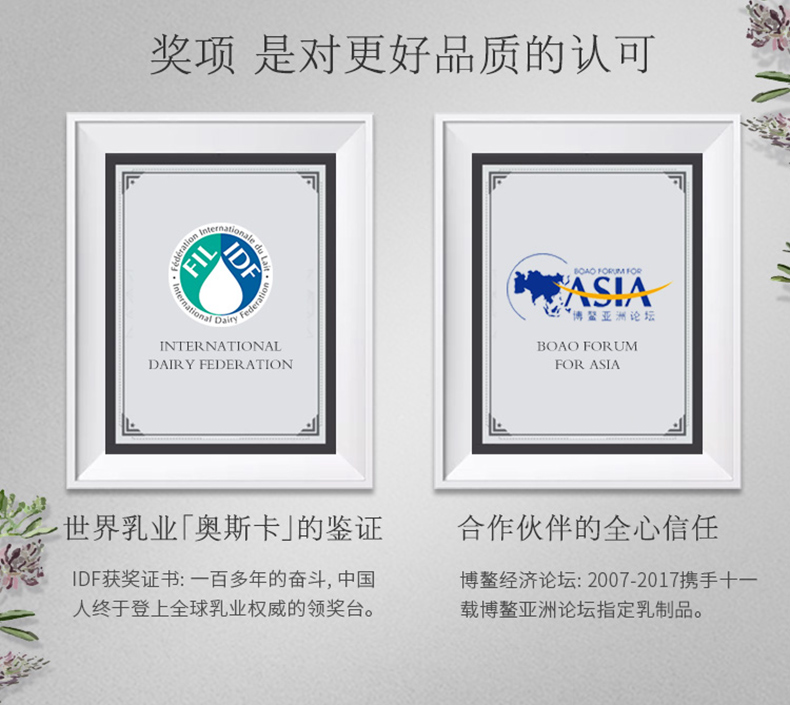 奖项 是对更好品质的认可
Fédération Internationale du Lait
FIL IDF
International Dairy Federation
INTERNATIONAL
DAIRY FEDERATION
BOAO FORUM FOR
ASIA
博鳌亚洲论坛
BOAO FORUM
FOR ASIA
世界乳业「奥斯卡」的鉴证
IDF获奖证书: 一百多年的奋斗, 中国
人终于登上全球乳业权威的领奖台。
合作伙伴的全心信任
博鳌经济论坛: 2007-2017携手十一
载博鳌亚洲论坛指定乳制品。